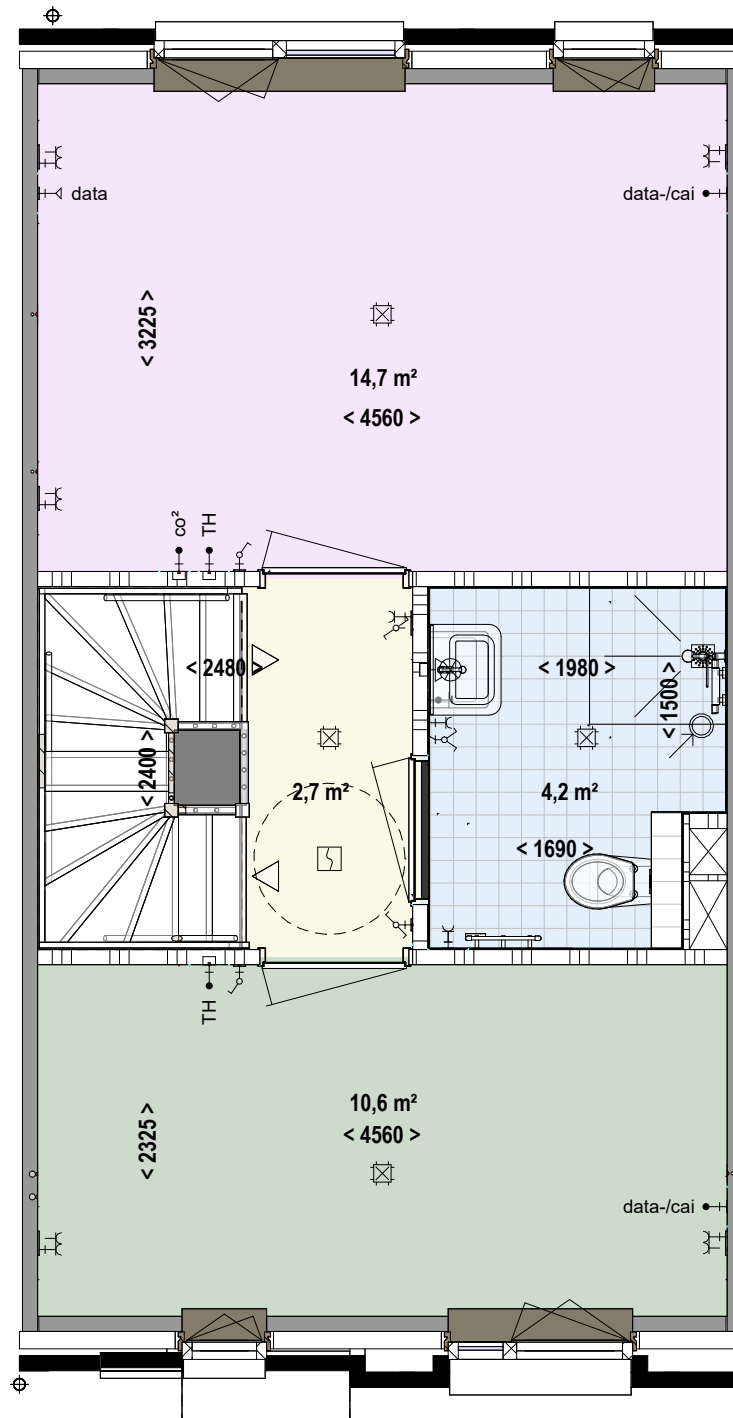 data
data-/cai
< 3225 >
14,7 m²
< 4560 >
co²
TH
< 2480 >
< 1980 >
< 1500 >
< 2400 >
2,7 m²
4,2 m²
< 1690 >
TH
10,6 m²
< 4560 >
< 2325 >
data-/cai